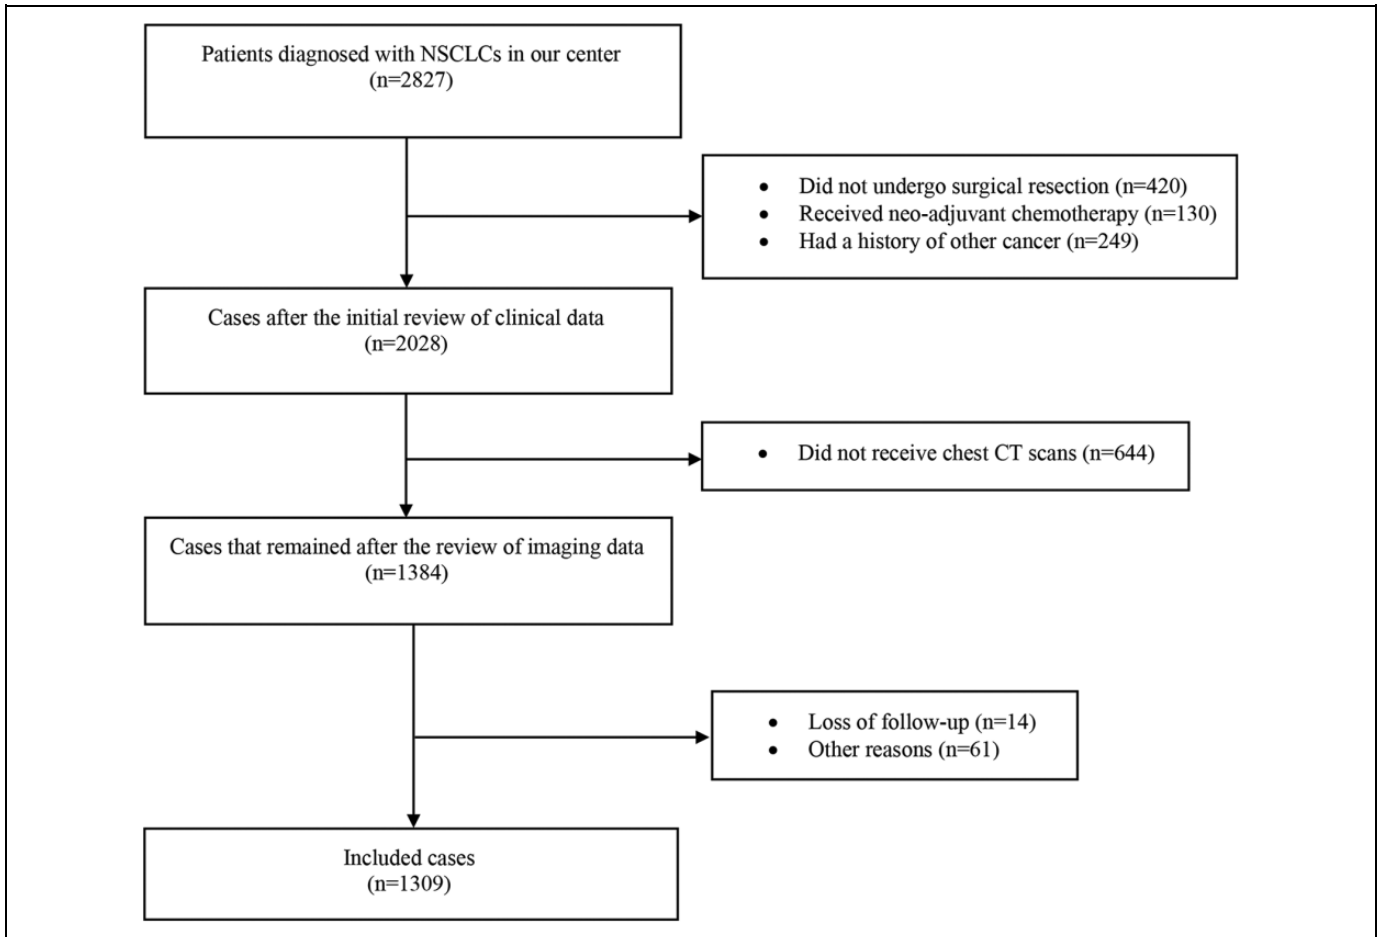 Patients diagnosed with NSCLCs in our center
(n=2827)
• Did not undergo surgical resection (n=420)
• Received neo-adjuvant chemotherapy (n=130)
• Had a history of other cancer (n=249)
Cases after the initial review of clinical data
(n=2028)
• Did not receive chest CT scans (n=644)
Cases that remained after the review of imaging data
(n=1384)
• Loss of follow-up (n=14)
• Other reasons (n=61)
Included cases
(n=1309)